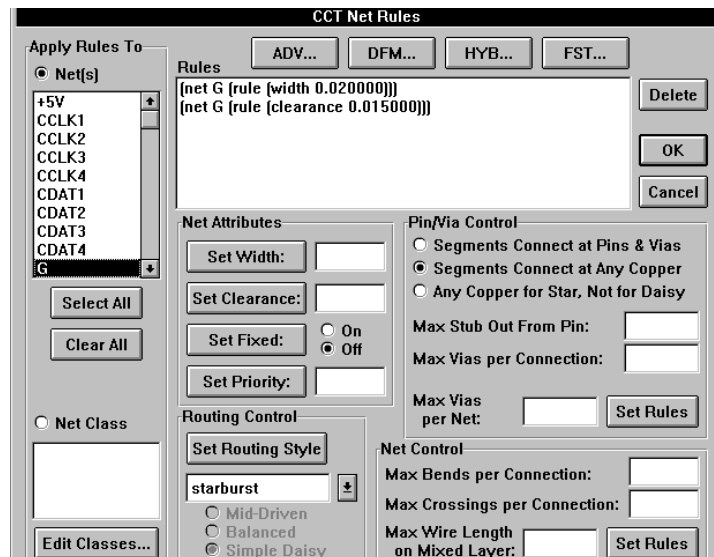 CCT Net Rules
Apply Rules To
Net(s)
+5V
CCLK1
CCLK2
CCLK3
CCLK4
CDAT1
CDAT2
CDAT3
CDAT4
G
Select All
Clear All
Net Class
Edit Classes...
ADV...
DFM...
HYB...
FST...
Rules
(net G (rule (width 0.020000)))
(net G (rule (clearance 0.015000)))
Delete
OK
Cancel
Net Attributes
Set Width:
Set Clearance:
Set Fixed:
On
Off
Set Priority:
Routing Control
Set Routing Style
starburst
Mid-Driven
Balanced
Simple Daisy
Pin/Via Control
Segments Connect at Pins & Vias
Segments Connect at Any Copper
Any Copper for Star, Not for Daisy
Max Stub Out From Pin:
Max Vias per Connection:
Max Vias
per Net:
Set Rules
Net Control
Max Bends per Connection:
Max Crossings per Connection:
Max Wire Length
on Mixed Layer:
Set Rules